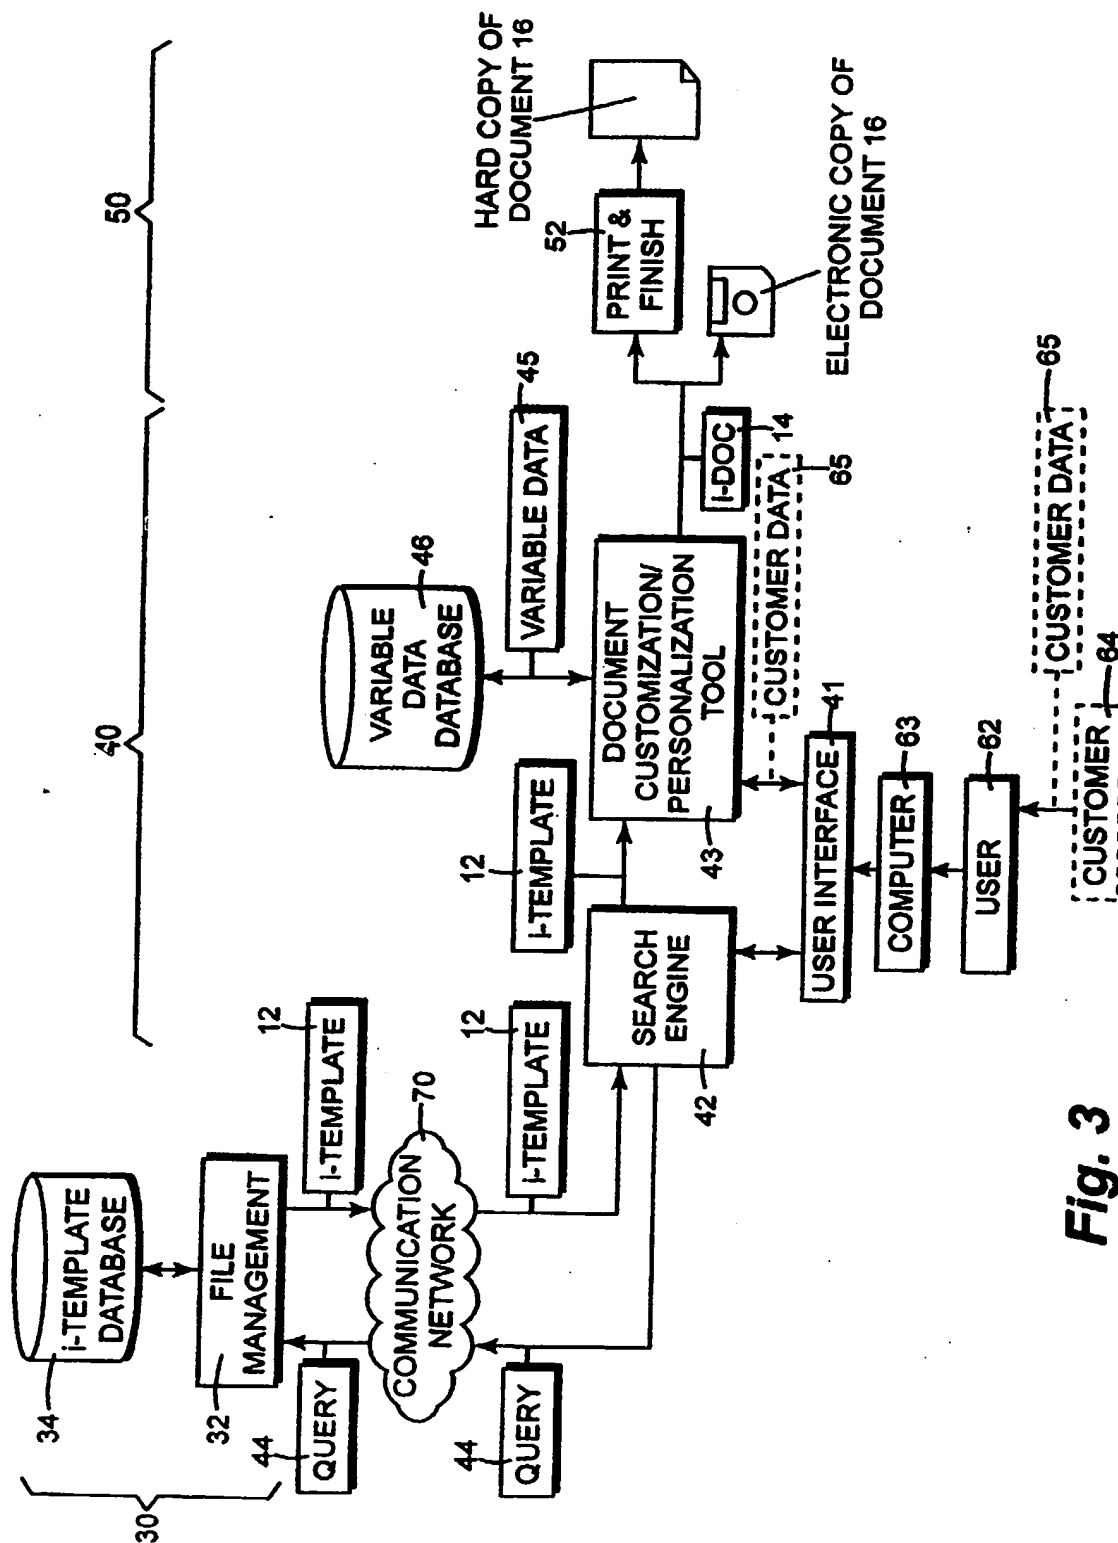 30
40
50
34
i-TEMPLATE
DATABASE
32
FILE
MANAGEMENT
44
QUERY
12
i-TEMPLATE
70
COMMUNICATION
NETWORK
44
QUERY
12
i-TEMPLATE
SEARCH
ENGINE
42
12
i-TEMPLATE
VARIABLE
DATA
DATABASE
46
VARIABLE DATA
45
DOCUMENT
CUSTOMIZATION/
PERSONALIZATION
TOOL
43
i-DOC
14
CUSTOMER DATA
65
52
PRINT &
FINISH
HARD COPY OF
DOCUMENT 16
ELECTRONIC COPY OF
DOCUMENT 16
USER INTERFACE
41
COMPUTER
63
USER
62
CUSTOMER DATA
65
CUSTOMER
64
Fig. 3